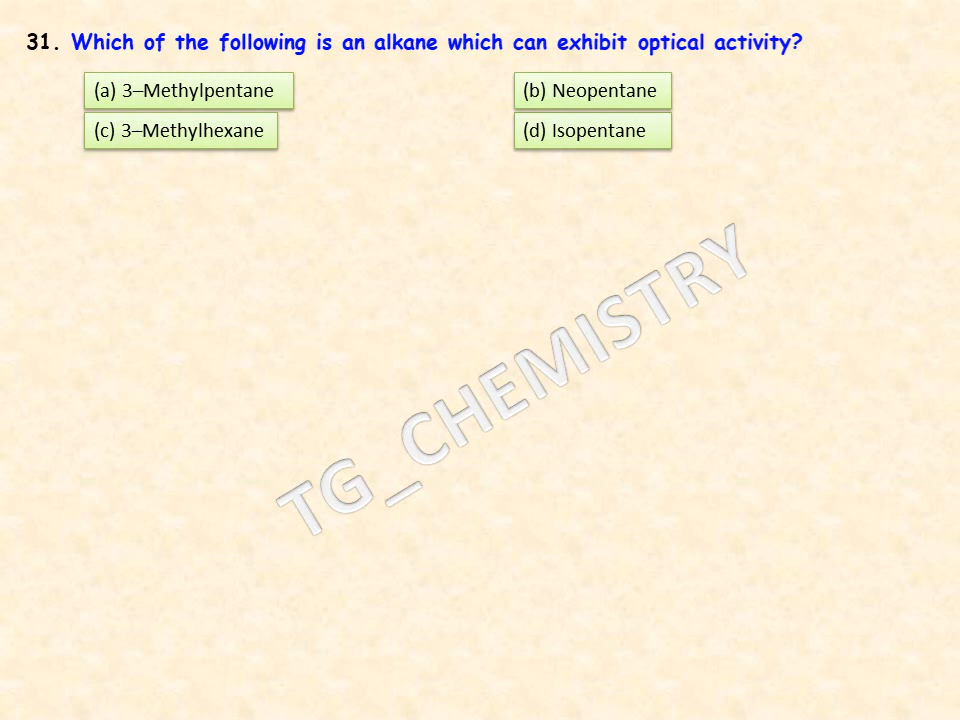 31. Which of the following is an alkane which can exhibit optical activity?
(a) 3–Methylpentane
(b) Neopentane
(c) 3–Methylhexane
(d) Isopentane
TG_CHEMISTRY